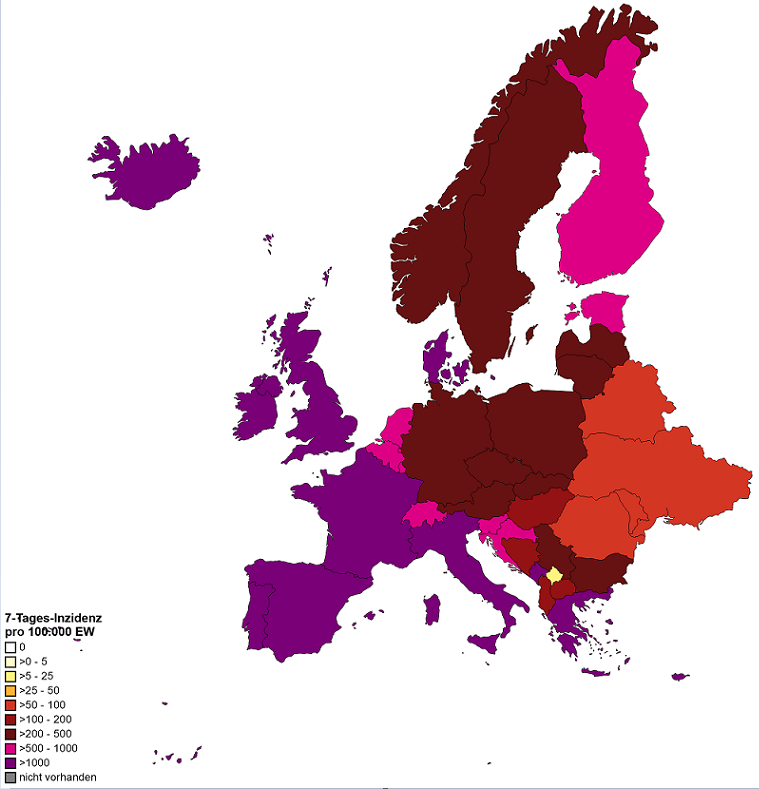 7-Tages-Inzidenz
pro 100.000 EW
0
>0 - 5
>5 - 25
>25 - 50
>50 - 100
>100 - 200
>200 - 500
>500 - 1000
>1000
nicht vorhanden